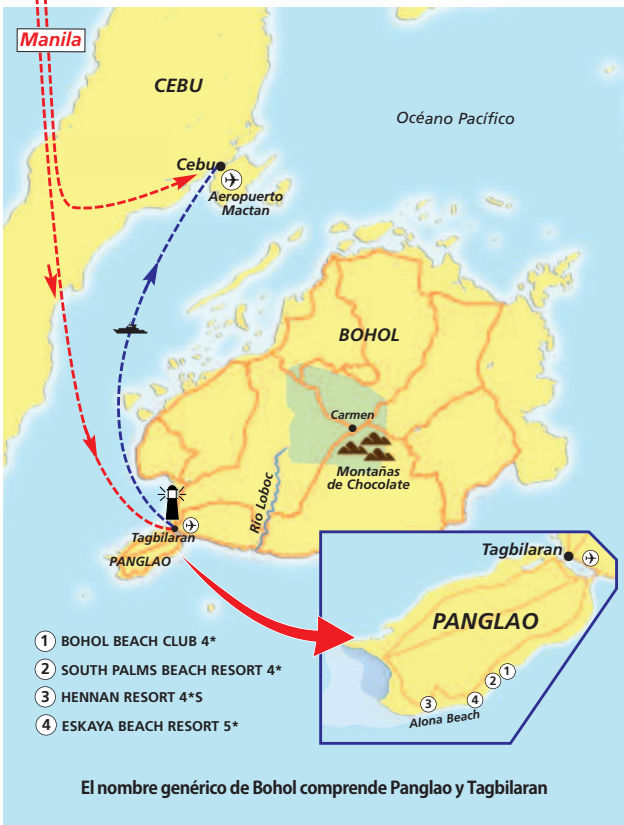 Manila
CEBU
Océano Pacífico
Cebu
Aeropuerto
Mactan
BOHOL
Carmen
Montañas
de Chocolate
Río Loboc
Tagbilaran
PANGLAO
Tagbilaran
PANGLAO
1
2
3
4
Alona Beach
1 BOHOL BEACH CLUB 4*
2 SOUTH PALMS BEACH RESORT 4*
3 HENNAN RESORT 4*S
4 ESKAYA BEACH RESORT 5*
El nombre genérico de Bohol comprende Panglao y Tagbilaran